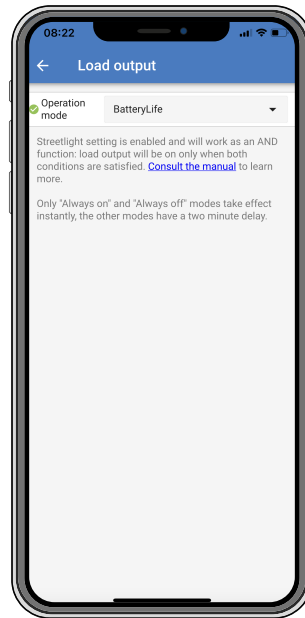 08:22
Load output
Operation
mode
BatteryLife
Streetlight setting is enabled and will work as an AND
function: load output will be on only when both
conditions are satisfied. Consult the manual to learn
more.
Only "Always on" and "Always off" modes take effect
instantly, the other modes have a two minute delay.